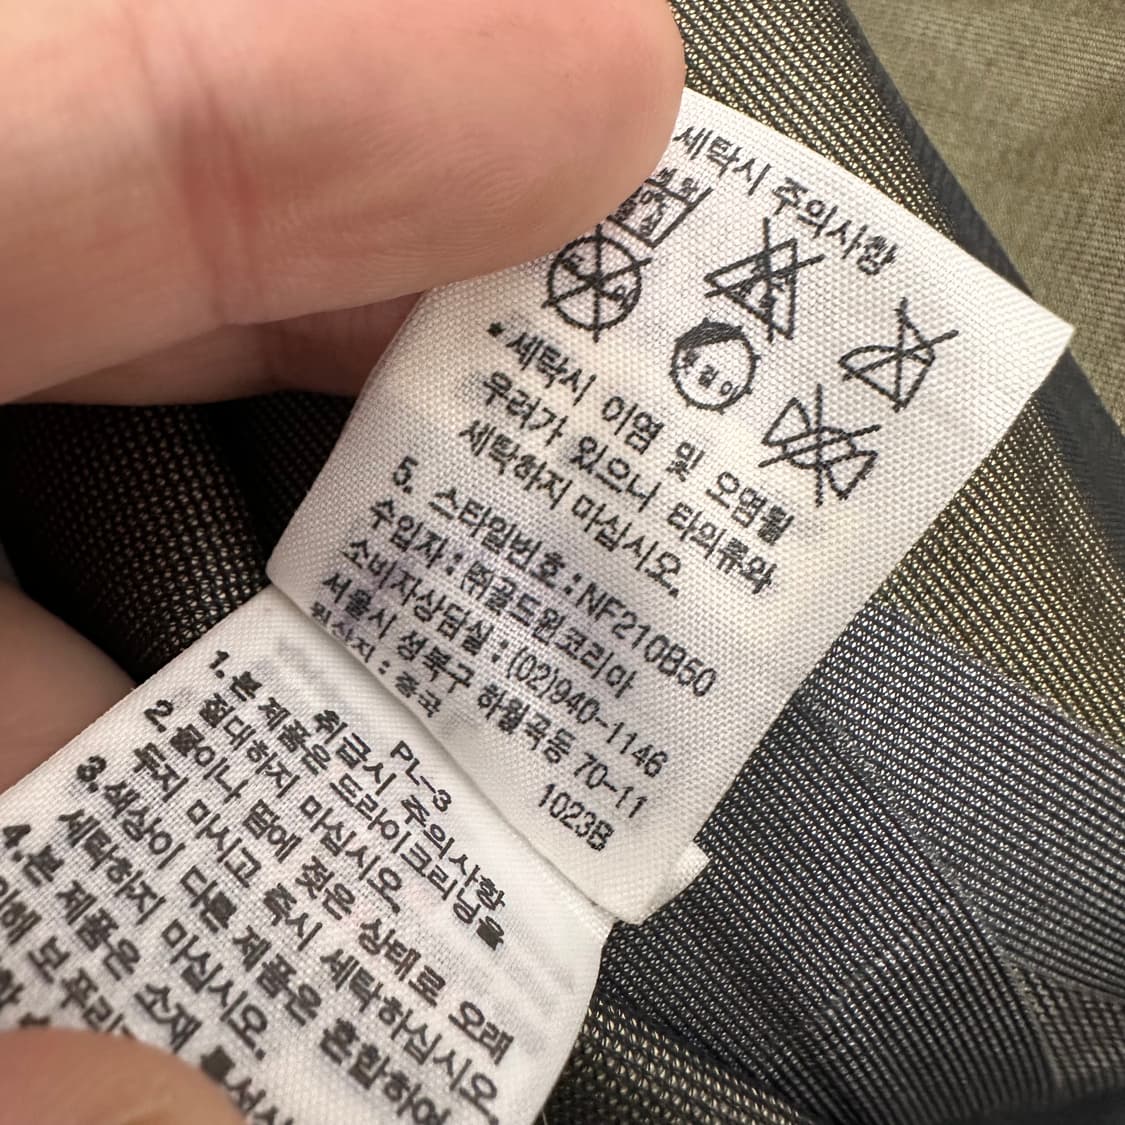 세탁시 주의사항
* 세탁시 이염 및 오염될
우려가 있으니 타의류와
세탁하지 마십시오.
5. 스타일번호 : NF210B50
수입자 : ㈜골드윈코리아
소비자상담실 : (02)940-1146
서울시 성북구 하월곡동 70-11
원산지 : 중국
1023B
PL-3
취급시 주의사항
1. 본 제품은 드라이크리닝을
절대하지 마십시오.
2. 물이나 땀에 젖은 상태로 오래
두지 마시고 즉시 세탁하십시오.
3. 색상이 다른 제품은 혼합하여
세탁하지 마십시오.
4. 본 제품은 소재 특성상